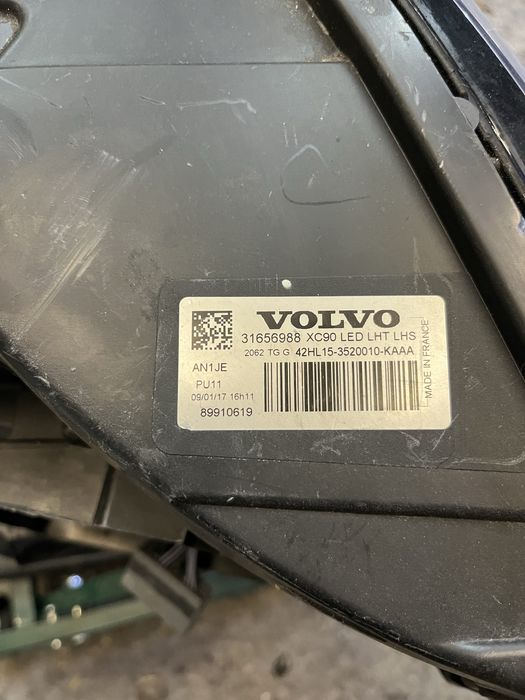 VOLVO
31656988 XC90 LED LHT LHS
2062 TG G 42HL15-3520010-KAAA
AN1JE
PU11
09/01/17 16h11
89910619
MADE IN FRANCE